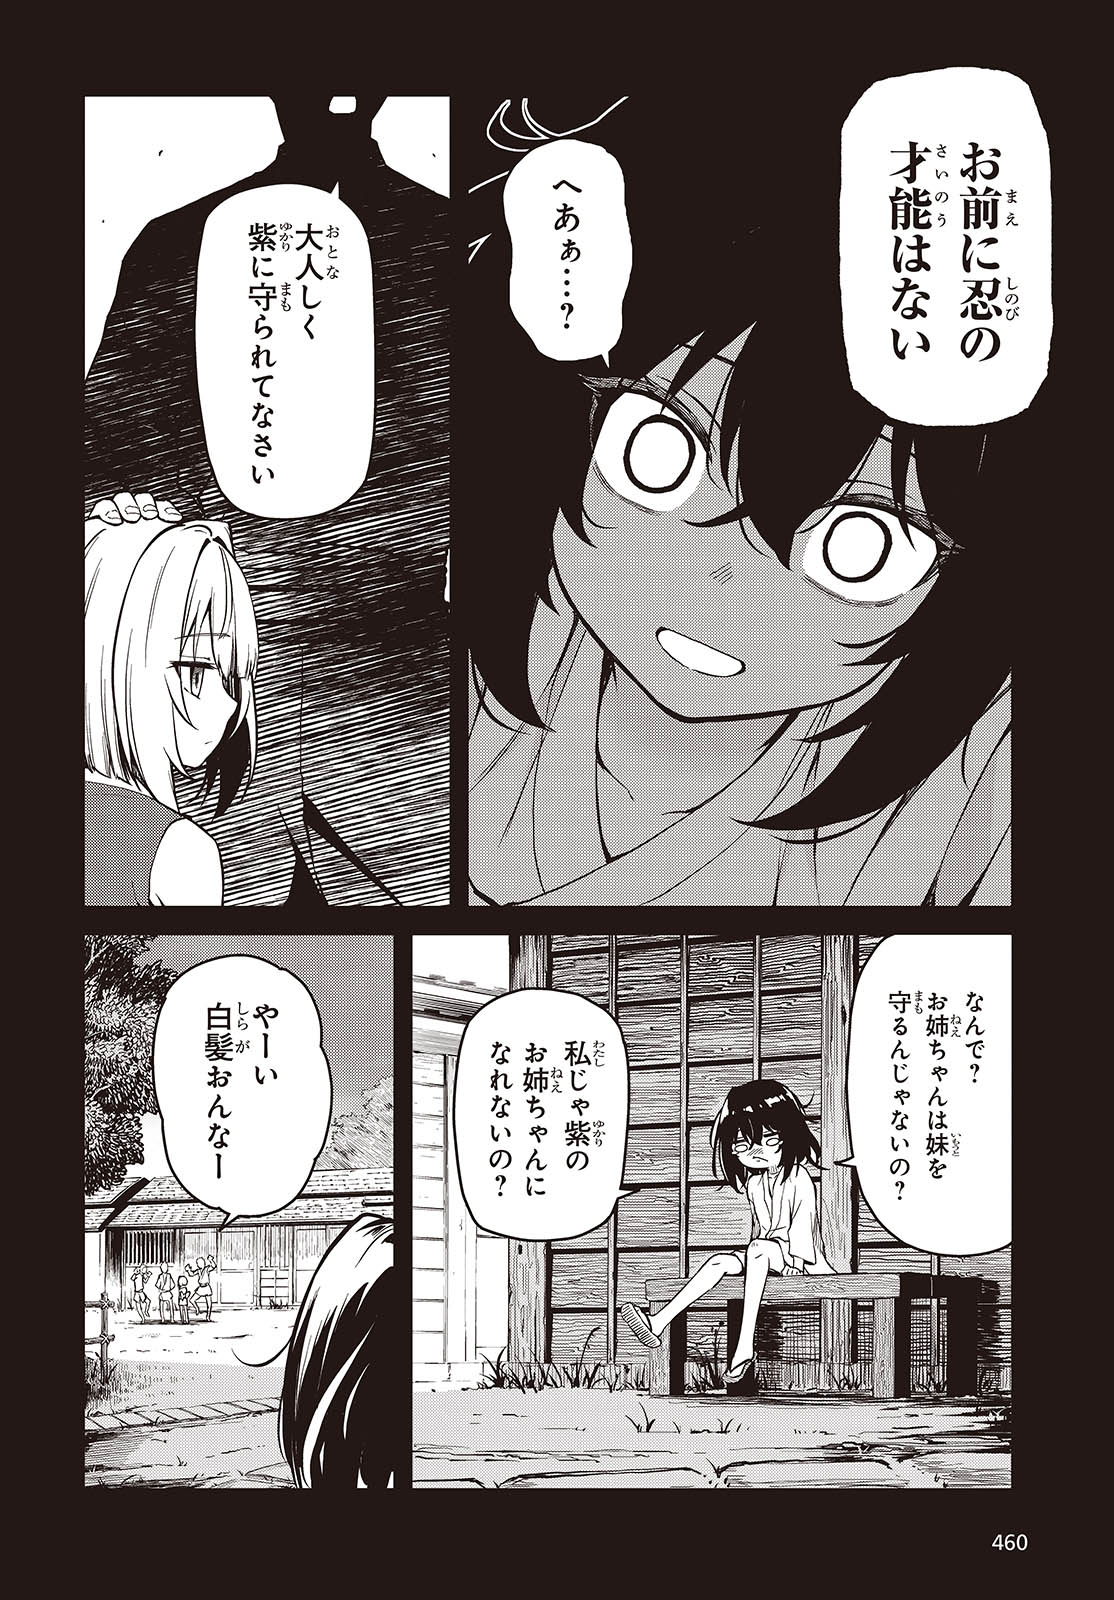 お前に忍の
才能はない
へあぁ…?
大人しく
紫に守られてなさい
なんで?
お姉ちゃんは妹を
守るんじゃないの?
私じゃ紫の
お姉ちゃんに
なれないの?
やーい
白髪おんなー
460